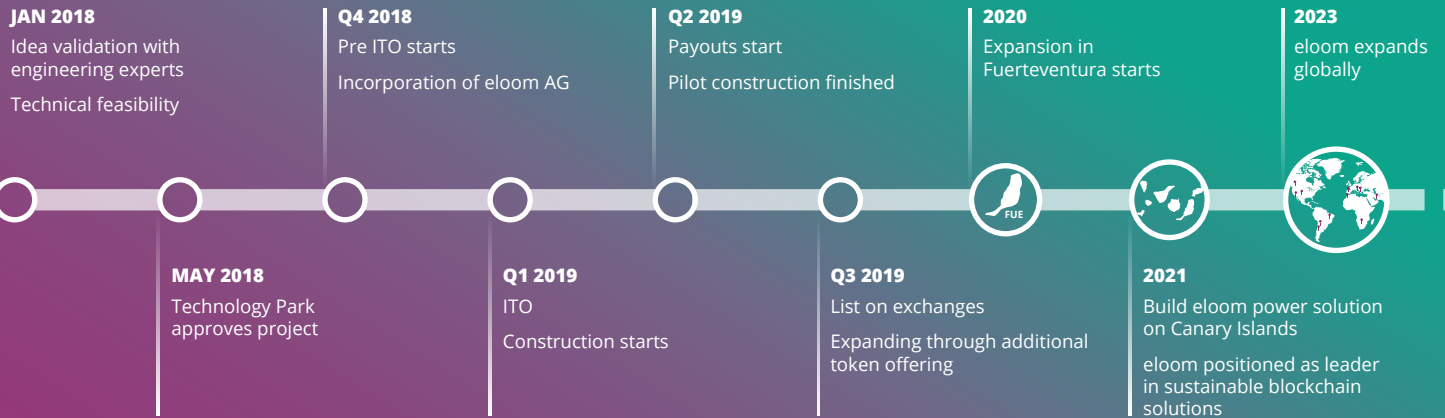 JAN 2018
Idea validation with
engineering experts
Technical feasibility
Q4 2018
Pre ITO starts
Incorporation of eloom AG
Q2 2019
Payouts start
Pilot construction finished
2020
Expansion in
Fuerteventura starts
2023
eloom expands
globally
FUE
MAY 2018
Technology Park
approves project
Q1 2019
ITO
Construction starts
Q3 2019
List on exchanges
Expanding through additional
token offering
2021
Build eloom power solution
on Canary Islands
eloom positioned as leader
in sustainable blockchain
solutions